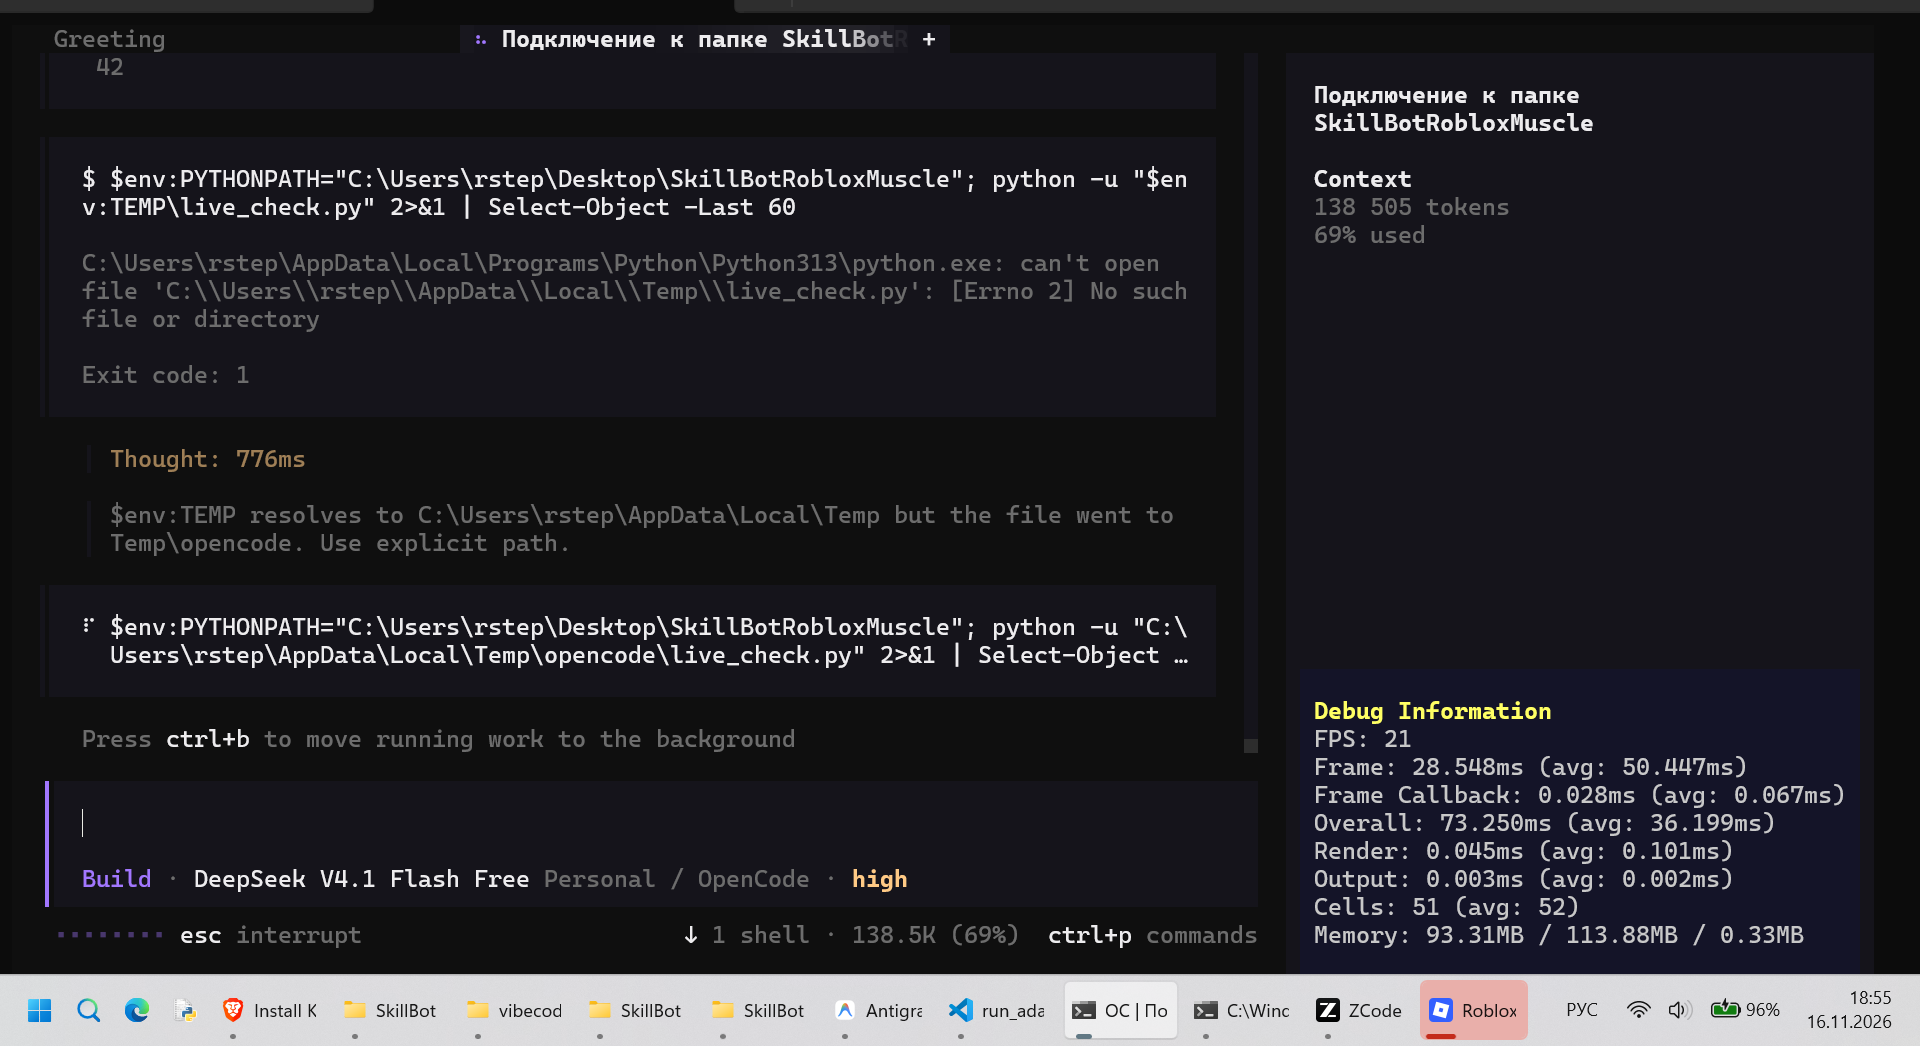 Greeting
Подключение к папке SkillBotR +
42
$ $env:PYTHONPATH="C:\Users\rstep\Desktop\SkillBotRobloxMuscle"; python -u "$en
v:TEMP\live_check.py" 2>&1 | Select-Object -Last 60
C:\Users\rstep\AppData\Local\Programs\Python\Python313\python.exe: can't open
file 'C:\\Users\\rstep\\AppData\\Local\\Temp\\live_check.py': [Errno 2] No such
file or directory
Exit code: 1
Thought: 776ms
$env:TEMP resolves to C:\Users\rstep\AppData\Local\Temp but the file went to
Temp\opencode. Use explicit path.
$env:PYTHONPATH="C:\Users\rstep\Desktop\SkillBotRobloxMuscle"; python -u "C:\
Users\rstep\AppData\Local\Temp\opencode\live_check.py" 2>&1 | Select-Object …
Press ctrl+b to move running work to the background
Build · DeepSeek V4.1 Flash Free Personal / OpenCode · high
esc interrupt
↓ 1 shell · 138.5K (69%) ctrl+p commands
Подключение к папке
SkillBotRobloxMuscle
Context
138 505 tokens
69% used
Debug Information
FPS: 21
Frame: 28.548ms (avg: 50.447ms)
Frame Callback: 0.028ms (avg: 0.067ms)
Overall: 73.250ms (avg: 36.199ms)
Render: 0.045ms (avg: 0.101ms)
Output: 0.003ms (avg: 0.002ms)
Cells: 51 (avg: 52)
Memory: 93.31MB / 113.88MB / 0.33MB
Install K
SkillBot
vibecod
SkillBot
SkillBot
Antigra
run_ada
OC | По
C:\Winc
ZCode
Roblox
РУС
96%
18:55
16.11.2026